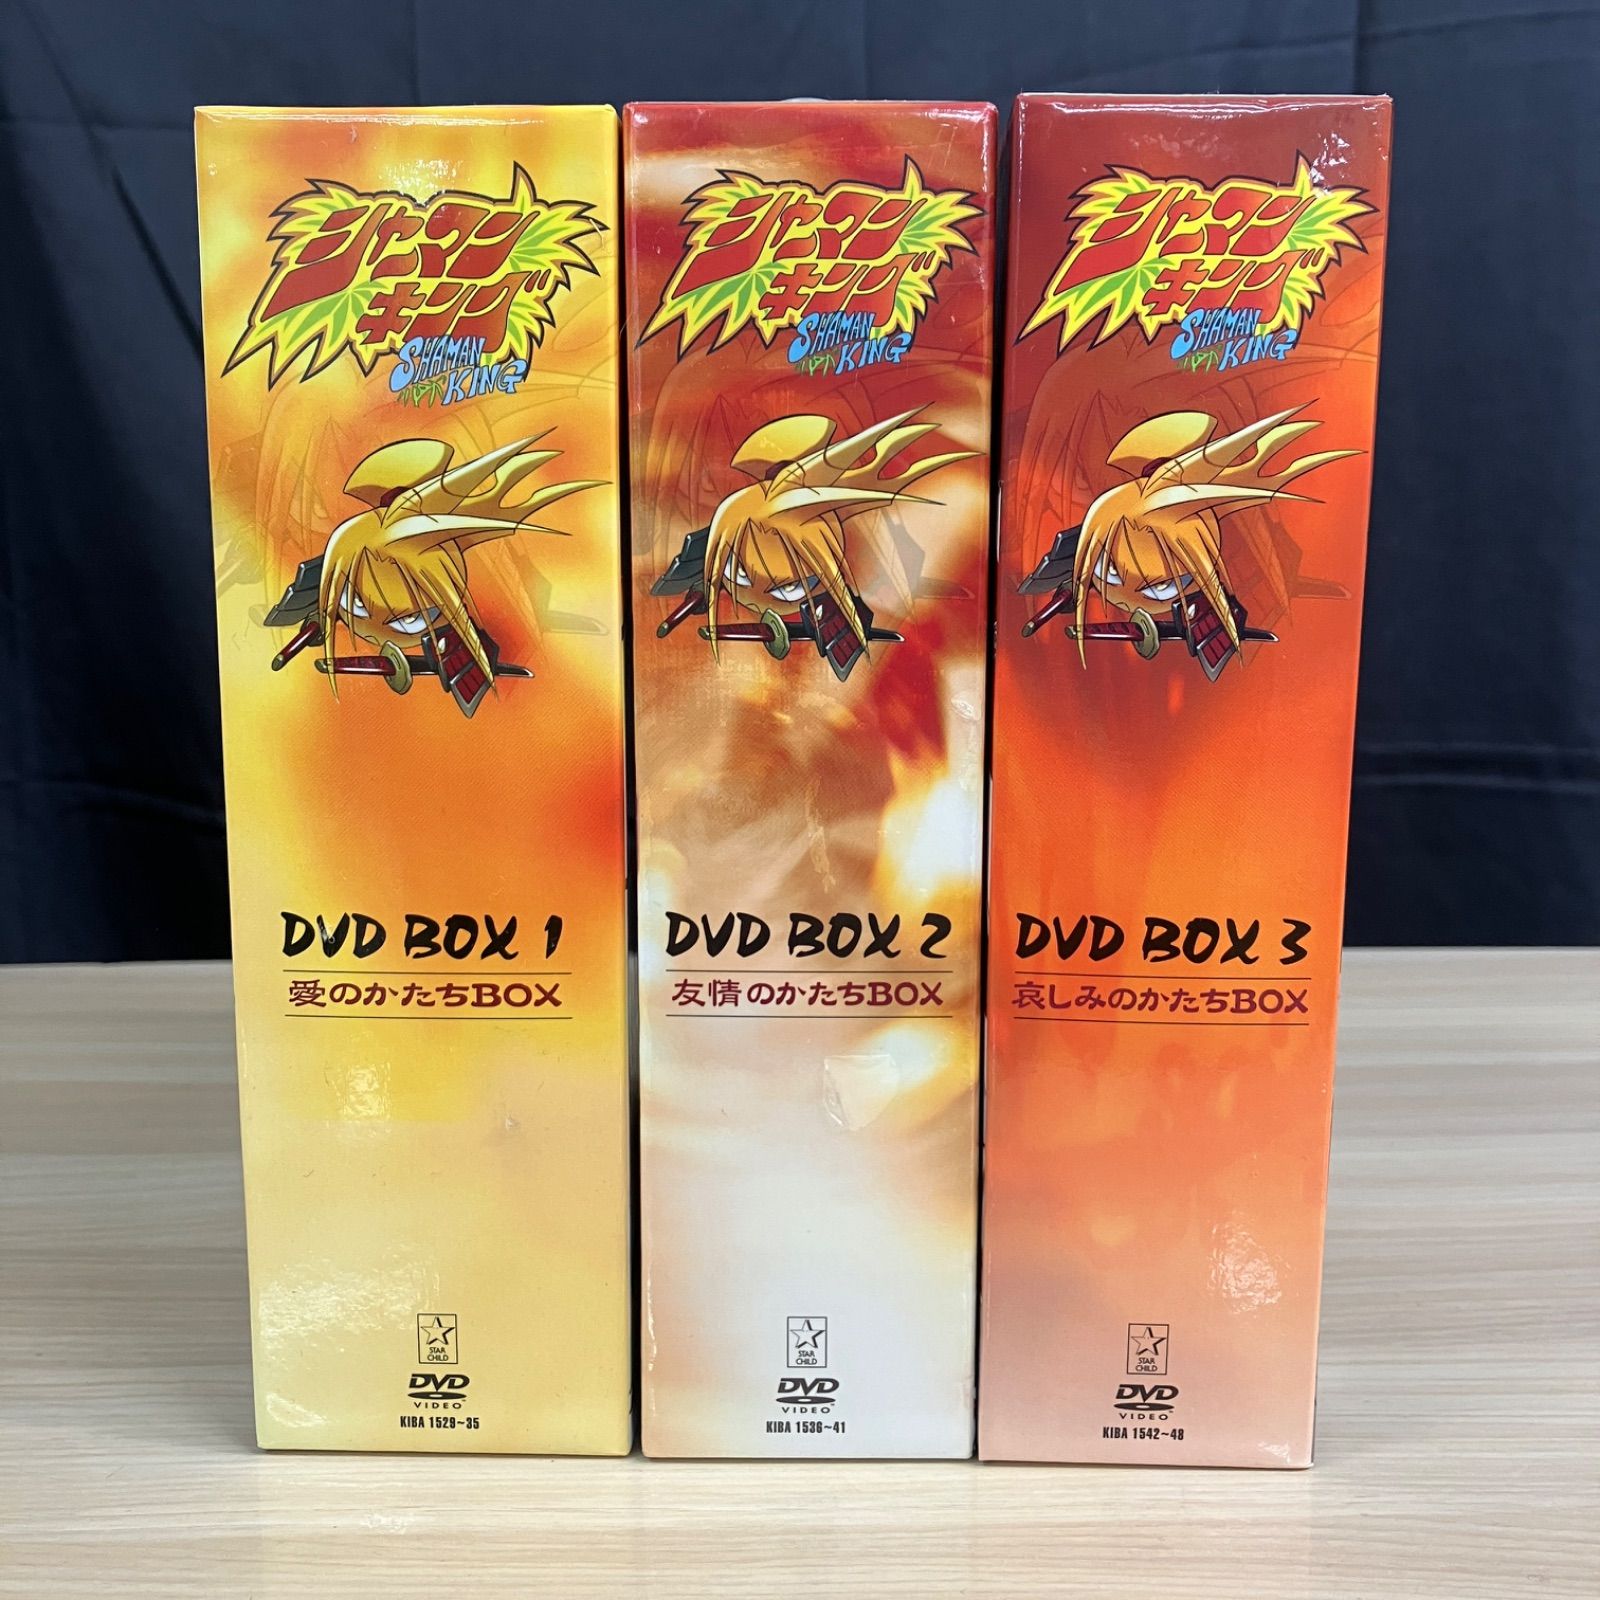 シャーマン
キング
SHAMAN
KING
DVD BOX 1
愛のかたちBOX
STAR
CHILD
DVD
VIDEO
KIBA 1529~35
シャーマン
キング
SHAMAN
KING
DVD BOX 2
友情のかたちBOX
STAR
CHILD
DVD
VIDEO
KIBA 1536~41
シャーマン
キング
SHAMAN
KING
DVD BOX 3
哀しみのかたちBOX
STAR
CHILD
DVD
VIDEO
KIBA 1542~48